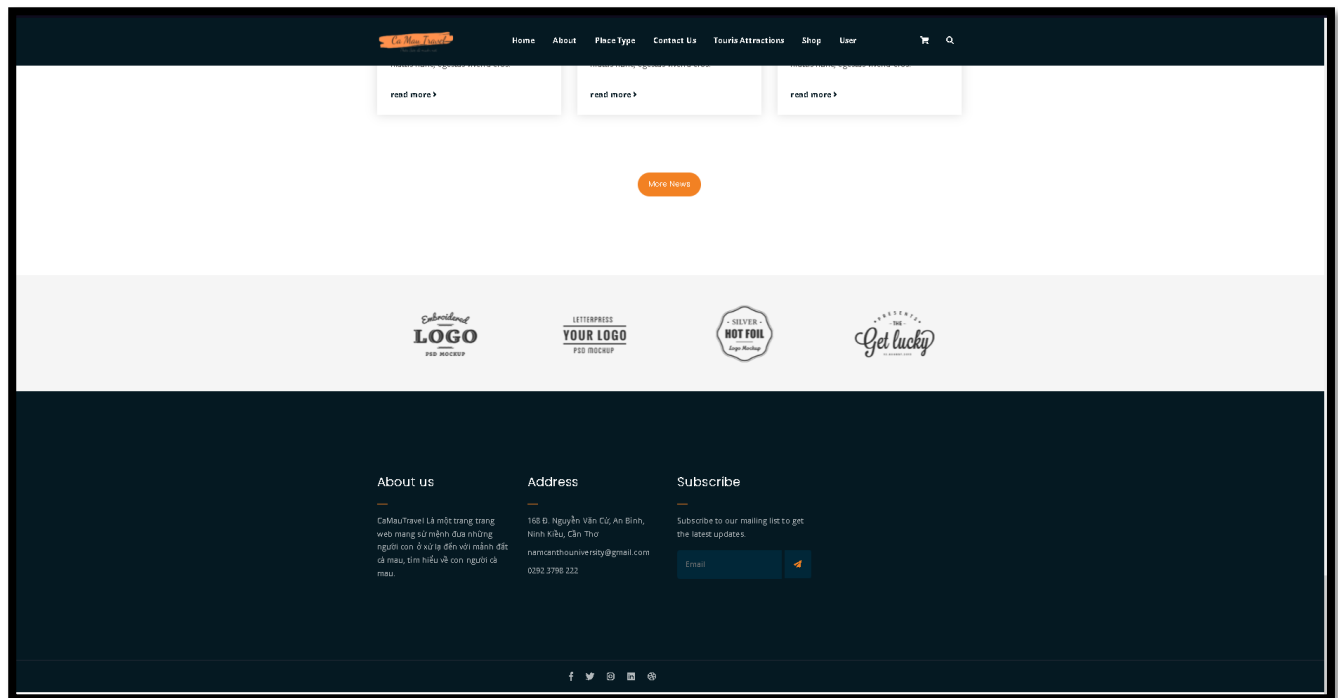 Ca Mau Travel
Home About Place Type Contact Us Touris Attractions Shop User
read more
read more
read more
More News
Embroidered
LOGO
PSD MOCKUP
LETTERPRESS
YOUR LOGO
PSD MOCKUP
- SILVER -
HOT FOIL
Logo Mockup
PRESENTS
- THE -
Get lucky
About us
CaMauTravel Là một trang trang
web mang sứ mệnh đưa những
người con ở xứ lạ đến với mảnh đất
cà mau, tìm hiểu về con người cà
mau.
Address
168 Đ. Nguyễn Văn Cừ, An Bình,
Ninh Kiều, Cần Thơ
namcanthouniversity@gmail.com
0292 3798 222
Subscribe
Subscribe to our mailing list to get
the latest updates.
Email